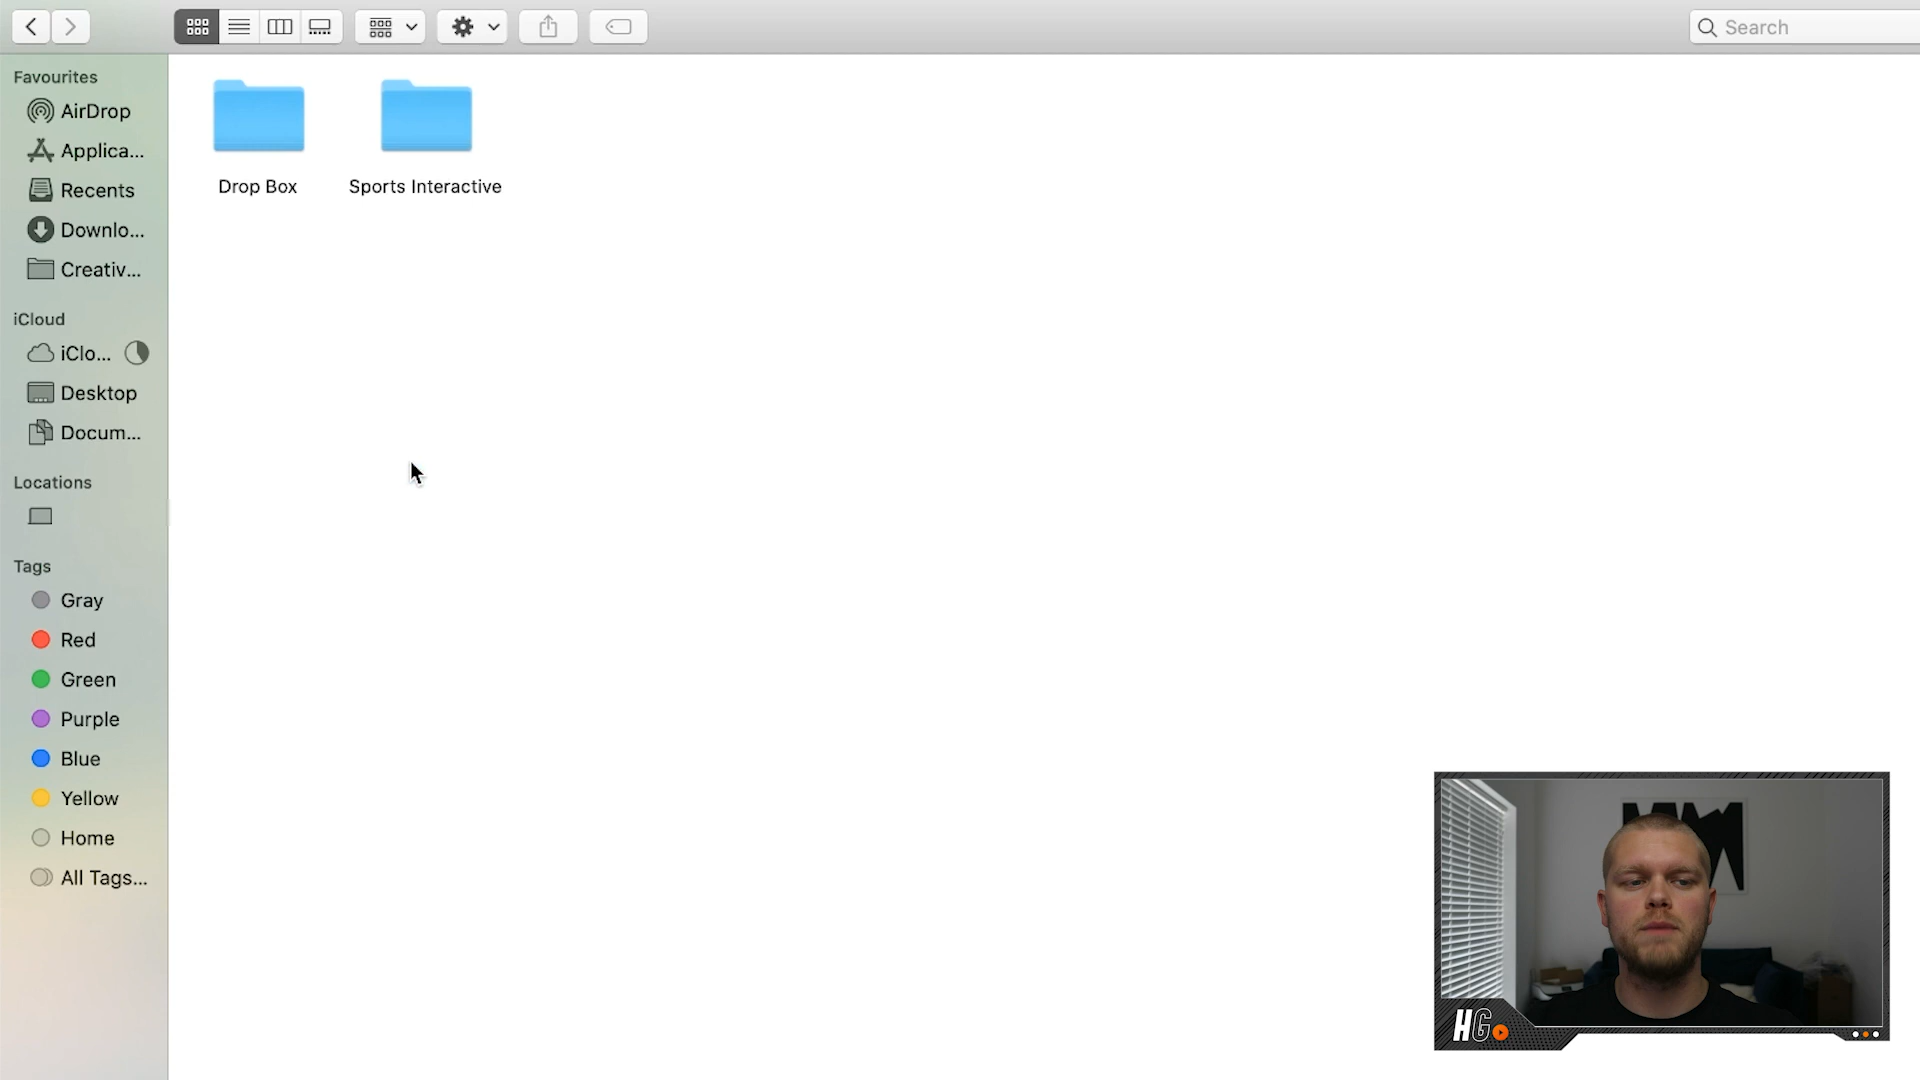 Search
Favourites
AirDrop
Applica...
Recents
Downlo...
Creativ...
iCloud
iClo...
Desktop
Docum...
Locations
Tags
Gray
Red
Green
Purple
Blue
Yellow
Home
All Tags...
Drop Box
Sports Interactive
HG